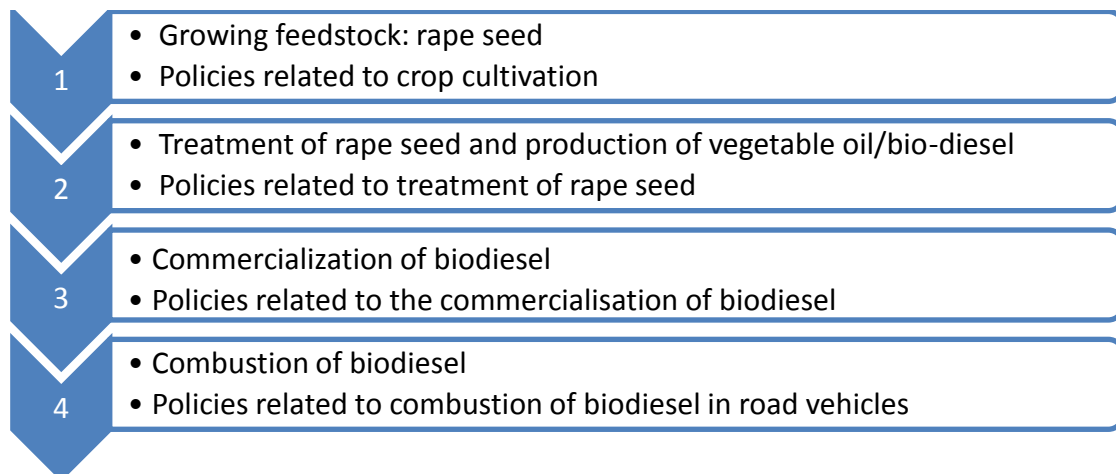 1
• Growing feedstock: rape seed
• Policies related to crop cultivation
2
• Treatment of rape seed and production of vegetable oil/bio-diesel
• Policies related to treatment of rape seed
3
• Commercialization of biodiesel
• Policies related to the commercialisation of biodiesel
4
• Combustion of biodiesel
• Policies related to combustion of biodiesel in road vehicles